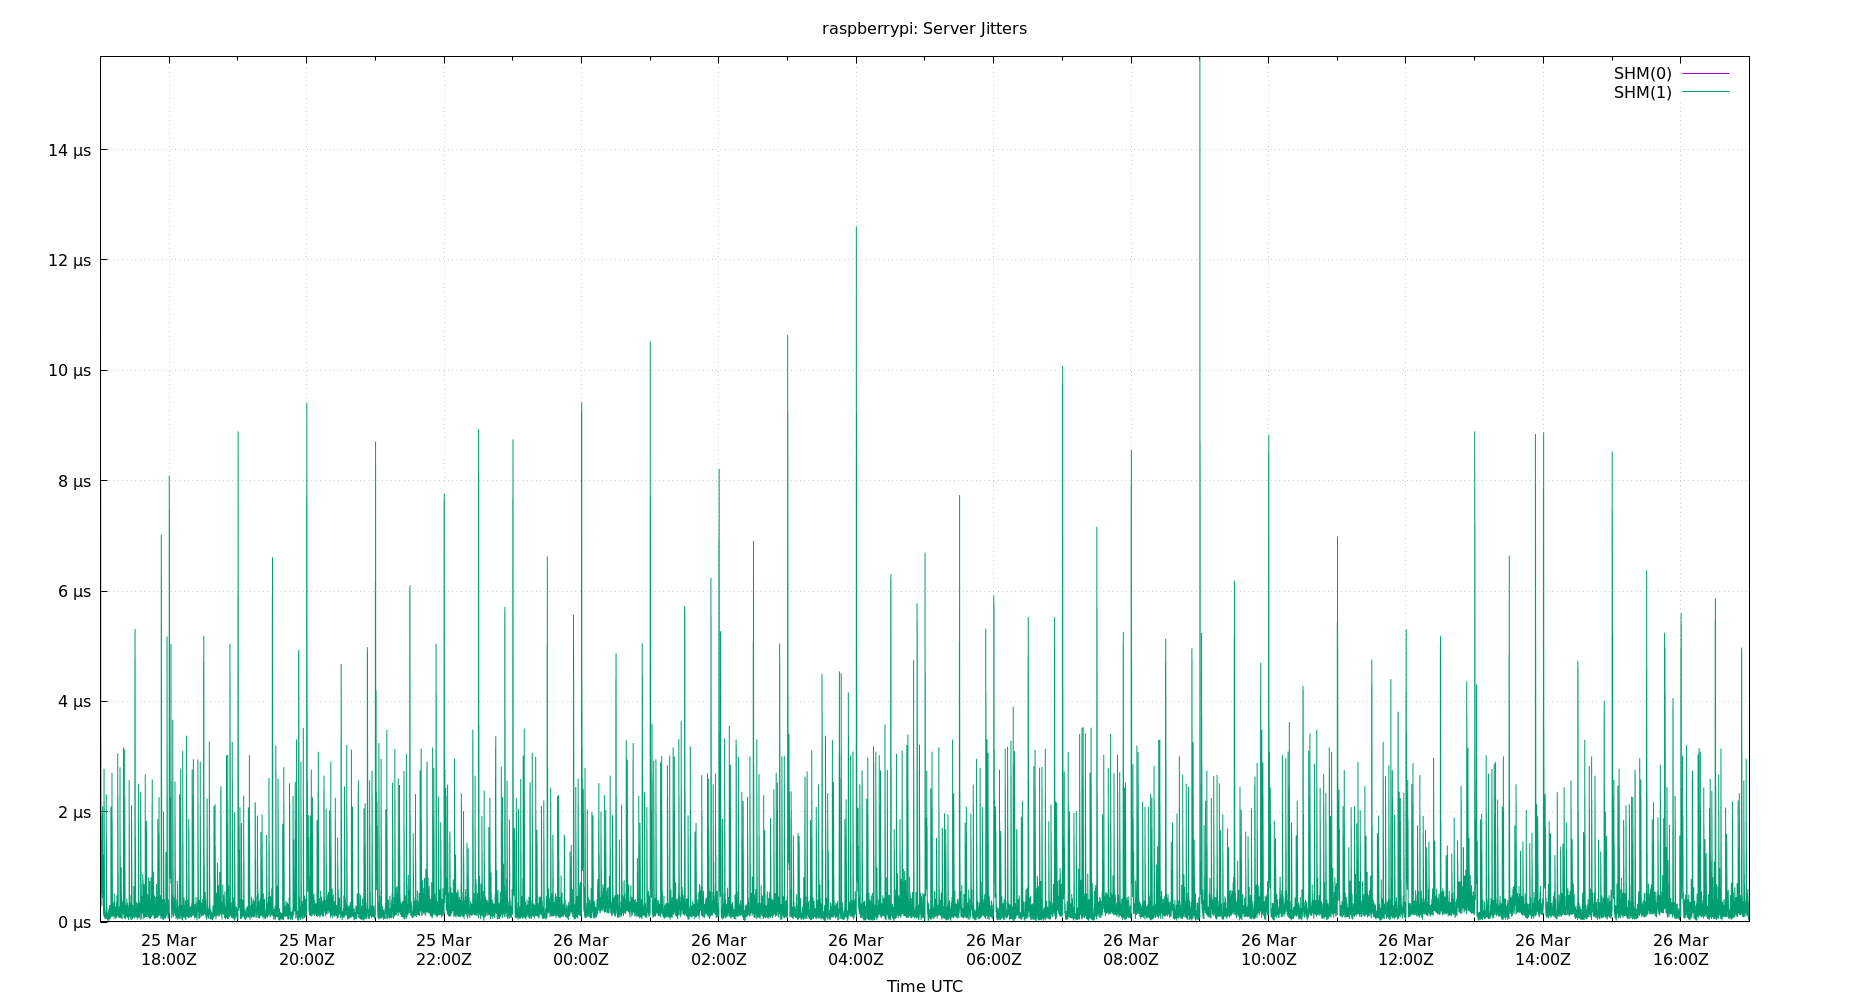 raspberrypi: Server Jitters
SHM(0)
SHM(1)
14 µs
12 µs
10 µs
8 µs
6 µs
4 µs
2 µs
0 µs
25 Mar
18:00Z
25 Mar
20:00Z
25 Mar
22:00Z
26 Mar
00:00Z
26 Mar
02:00Z
26 Mar
04:00Z
26 Mar
06:00Z
26 Mar
08:00Z
26 Mar
10:00Z
26 Mar
12:00Z
26 Mar
14:00Z
26 Mar
16:00Z
Time UTC